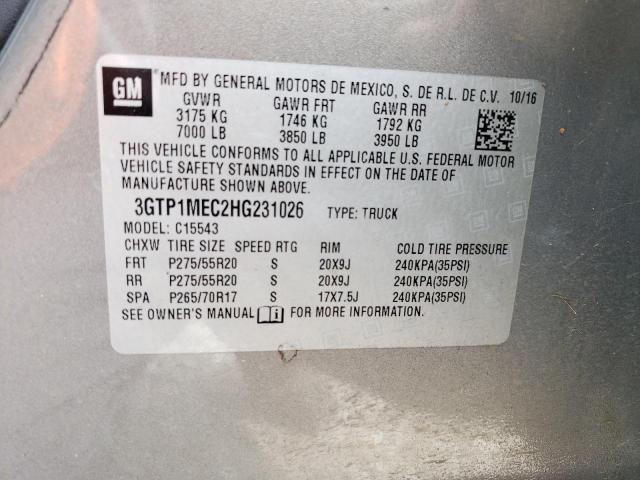 GM MFD BY GENERAL MOTORS DE MEXICO, S. DE R.L. DE C.V. 10/16
GVWR GAWR FRT GAWR RR
3175 KG 1746 KG 1792 KG
7000 LB 3850 LB 3950 LB
THIS VEHICLE CONFORMS TO ALL APPLICABLE U.S. FEDERAL MOTOR
VEHICLE SAFETY STANDARDS IN EFFECT ON THE DATE OF
MANUFACTURE SHOWN ABOVE.
3GTP1MEC2HG231026 TYPE: TRUCK
MODEL: C15543
CHXW TIRE SIZE SPEED RTG RIM COLD TIRE PRESSURE
FRT P275/55R20 S 20X9J 240KPA(35PSI)
RR P275/55R20 S 20X9J 240KPA(35PSI)
SPA P265/70R17 S 17X7.5J 240KPA(35PSI)
SEE OWNER'S MANUAL FOR MORE INFORMATION.